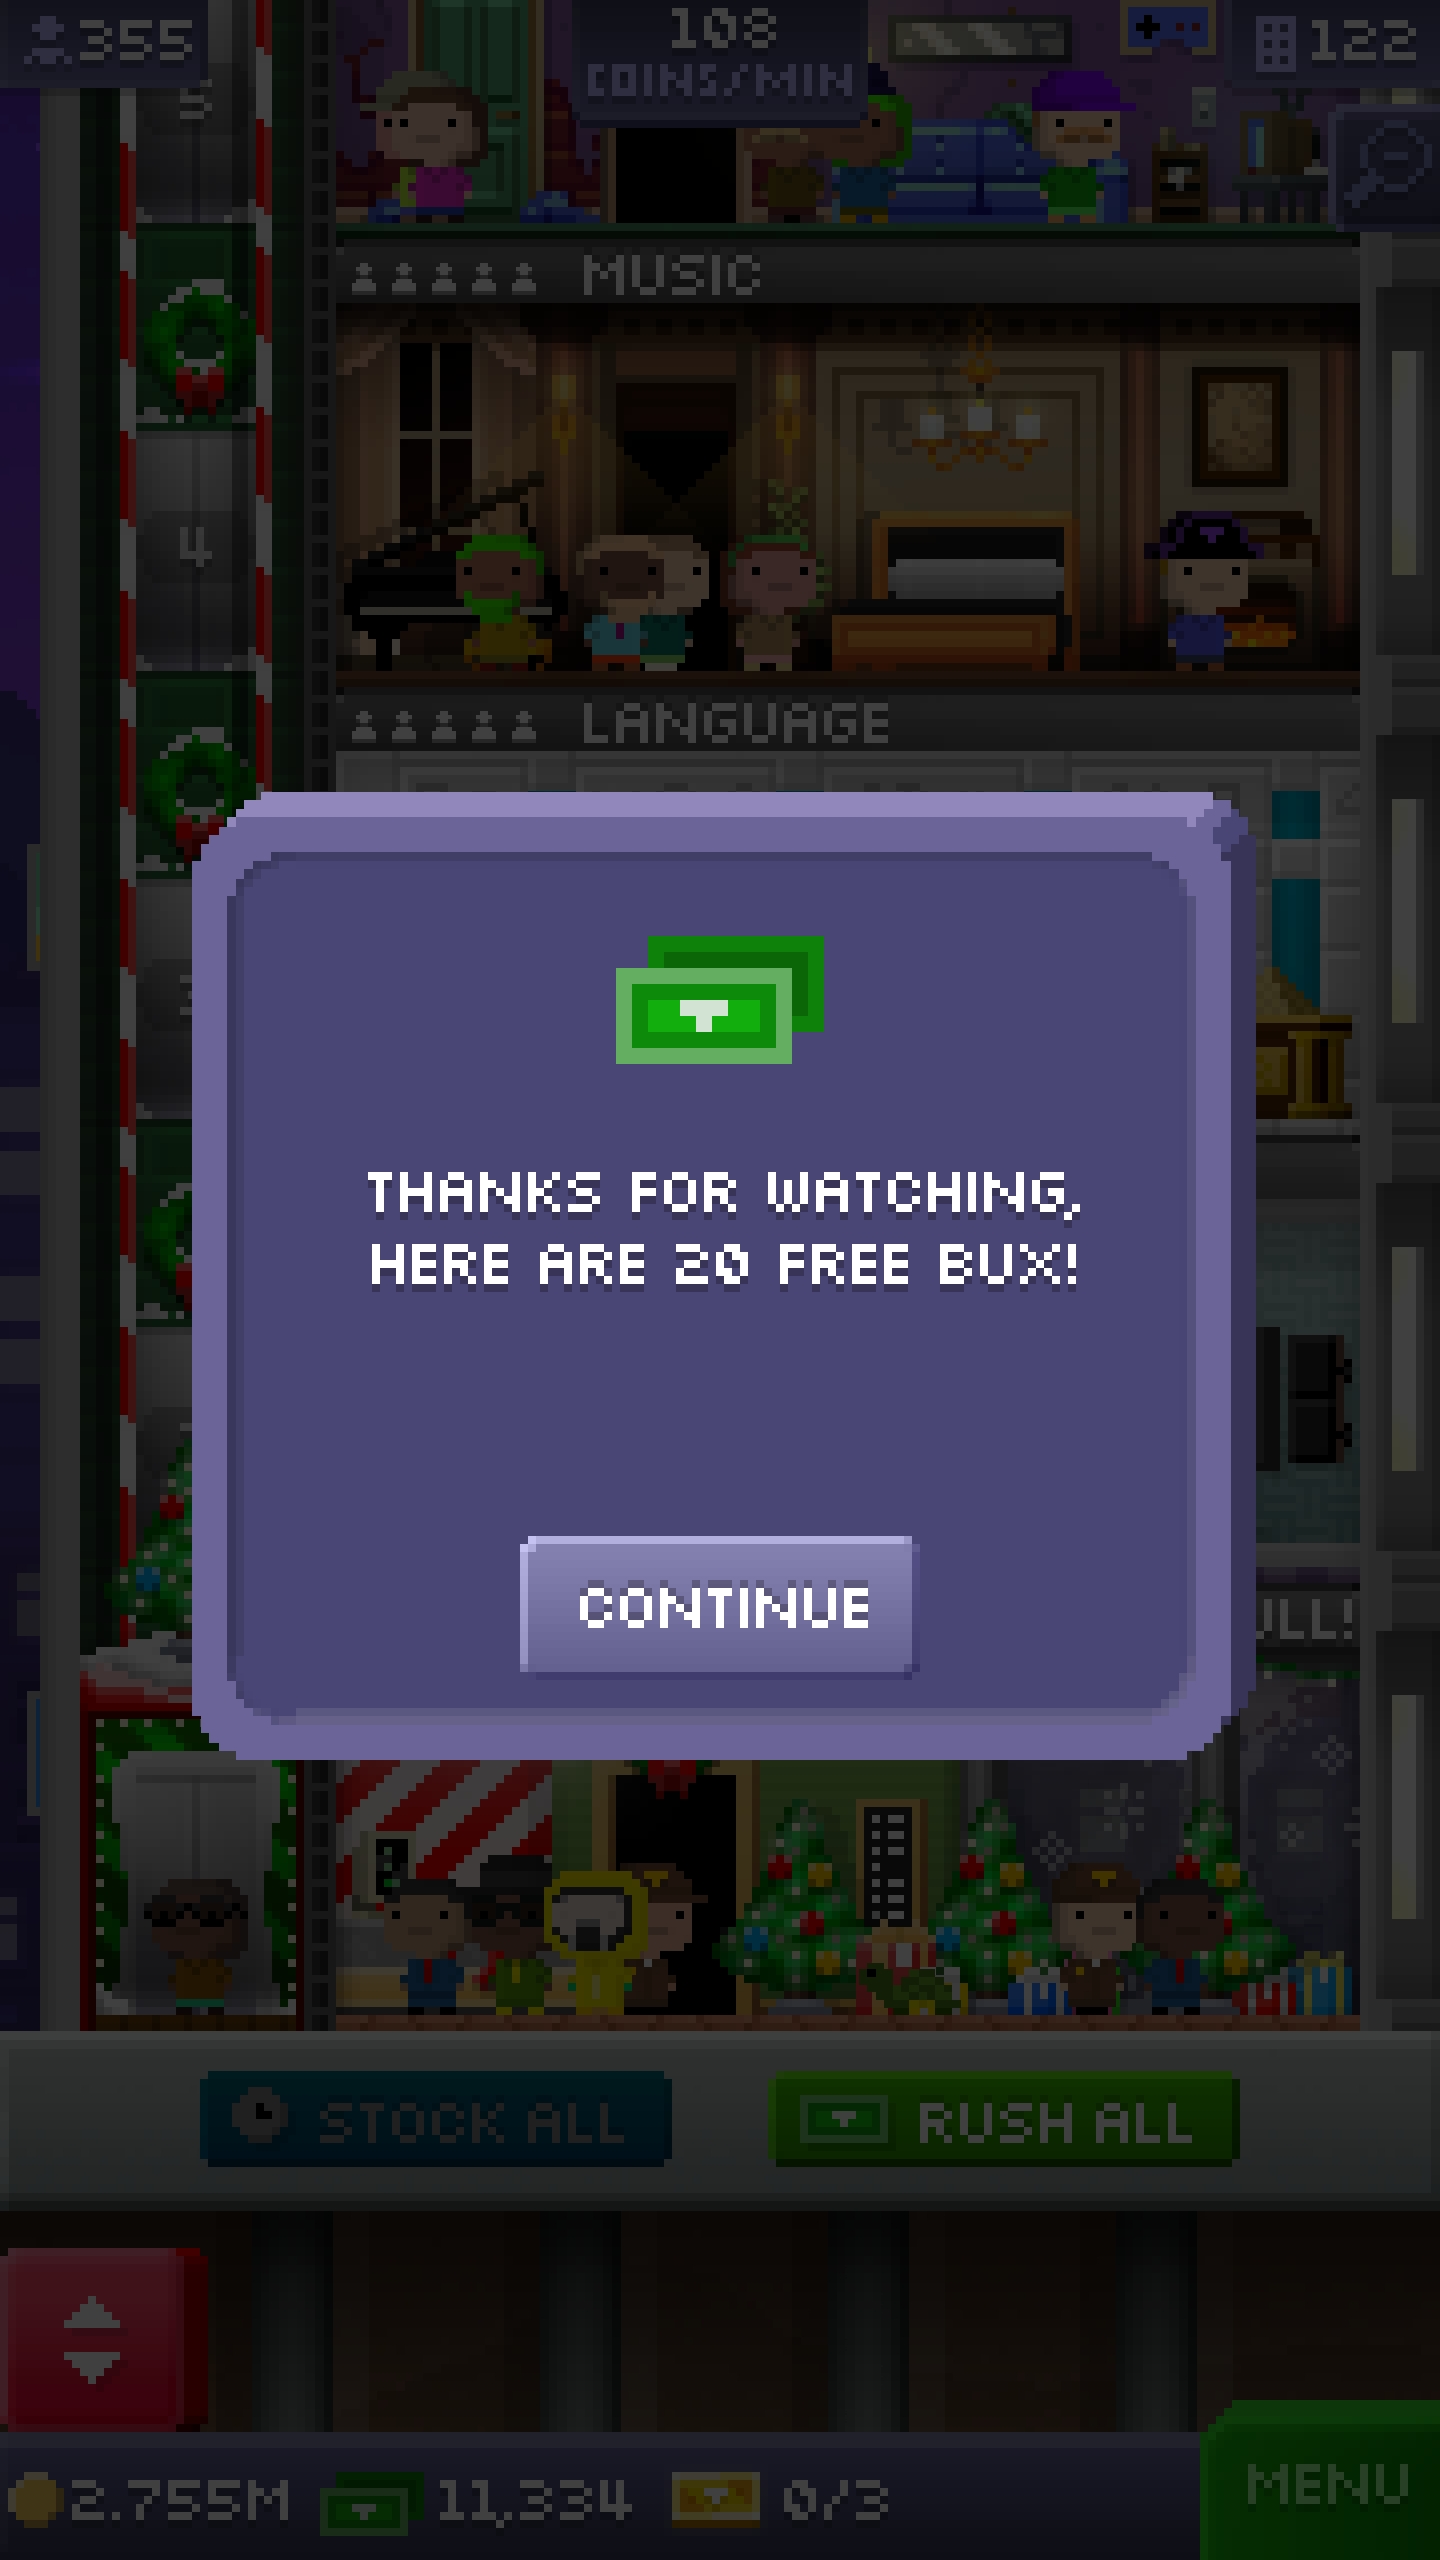 355
108
COINS/MIN
122
5
MUSIC
4
LANGUAGE
THANKS FOR WATCHING,
HERE ARE 20 FREE BUX!
CONTINUE
STOCK ALL
RUSH ALL
2.755M
11,334
0/3
MENU